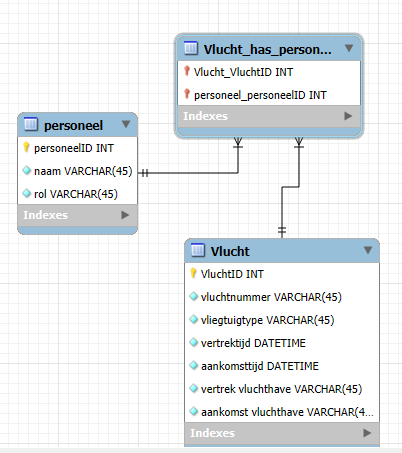 Vlucht_has_person...
Vlucht_VluchtID INT
personeel_personeelID INT
Indexes
personeel
personeelID INT
naam VARCHAR(45)
rol VARCHAR(45)
Indexes
Vlucht
VluchtID INT
vluchtnummer VARCHAR(45)
vliegtuigtype VARCHAR(45)
vertrektijd DATETIME
aankomsttijd DATETIME
vertrek vluchthave VARCHAR(45)
aankomst vluchthave VARCHAR(4...
Indexes